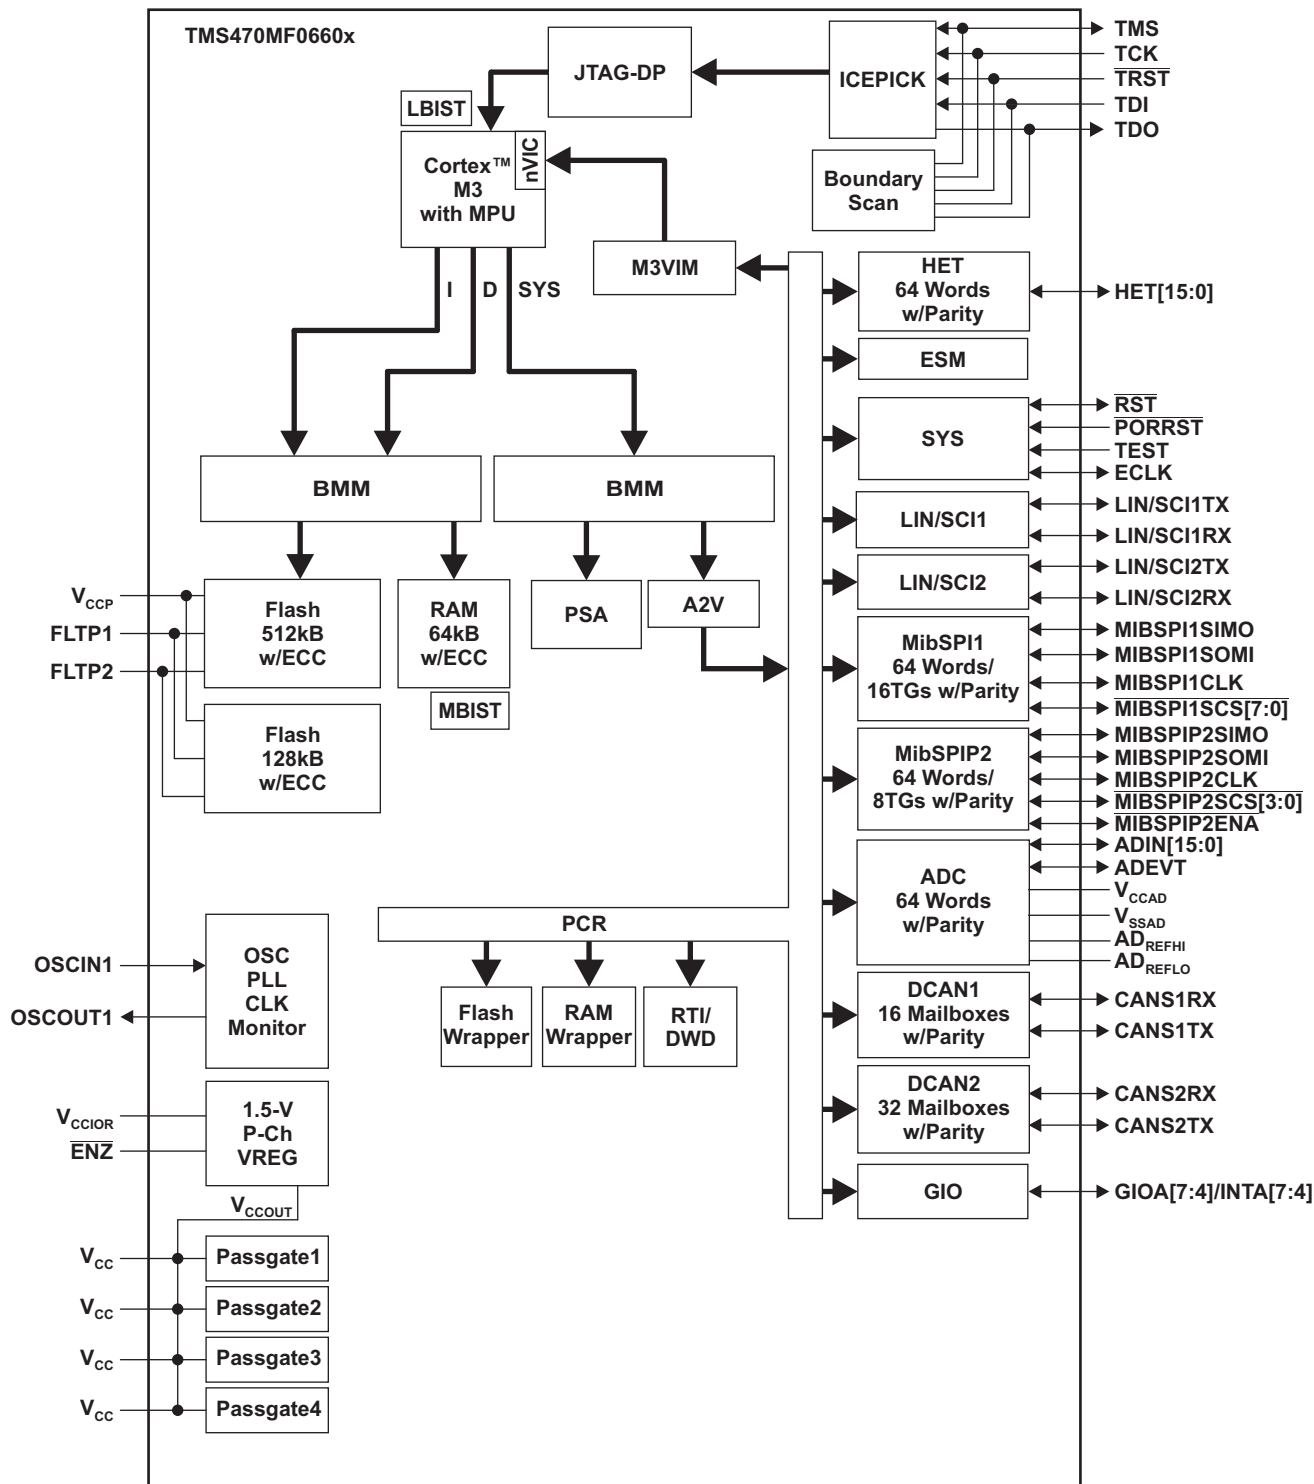 TMS470MF0660x
JTAG-DP
ICEPICK
TMS
TCK
TRST
TDI
TDO
LBIST
Cortex™
M3
with MPU
nVIC
Boundary
Scan
M3VIM
I
D
SYS
HET
64 Words
w/Parity
HET[15:0]
ESM
SYS
RST
PORRST
TEST
ECLK
BMM
BMM
LIN/SCI1
LIN/SCI1TX
LIN/SCI1RX
LIN/SCI2
LIN/SCI2TX
LIN/SCI2RX
VCCP
FLTP1
FLTP2
Flash
512kB
w/ECC
RAM
64kB
w/ECC
MBIST
PSA
A2V
Flash
128kB
w/ECC
MibSPI1
64 Words/
16TGs w/Parity
MIBSPI1SIMO
MIBSPI1SOMI
MIBSPI1CLK
MIBSPI1SCS[7:0]
MibSPIP2
64 Words/
8TGs w/Parity
MIBSPIP2SIMO
MIBSPIP2SOMI
MIBSPIP2CLK
MIBSPIP2SCS[3:0]
MIBSPIP2ENA
ADC
64 Words
w/Parity
ADIN[15:0]
ADEVT
VCCAD
VSSAD
ADREFHI
ADREFLO
PCR
OSCIN1
OSCOUT1
OSC
PLL
CLK
Monitor
Flash
Wrapper
RAM
Wrapper
RTI/
DWD
DCAN1
16 Mailboxes
w/Parity
CANS1RX
CANS1TX
DCAN2
32 Mailboxes
w/Parity
CANS2RX
CANS2TX
VCCIOR
ENZ
1.5-V
P-Ch
VREG
VCCOUT
GIO
GIOA[7:4]/INTA[7:4]
VCC
Passgate1
VCC
Passgate2
VCC
Passgate3
VCC
Passgate4